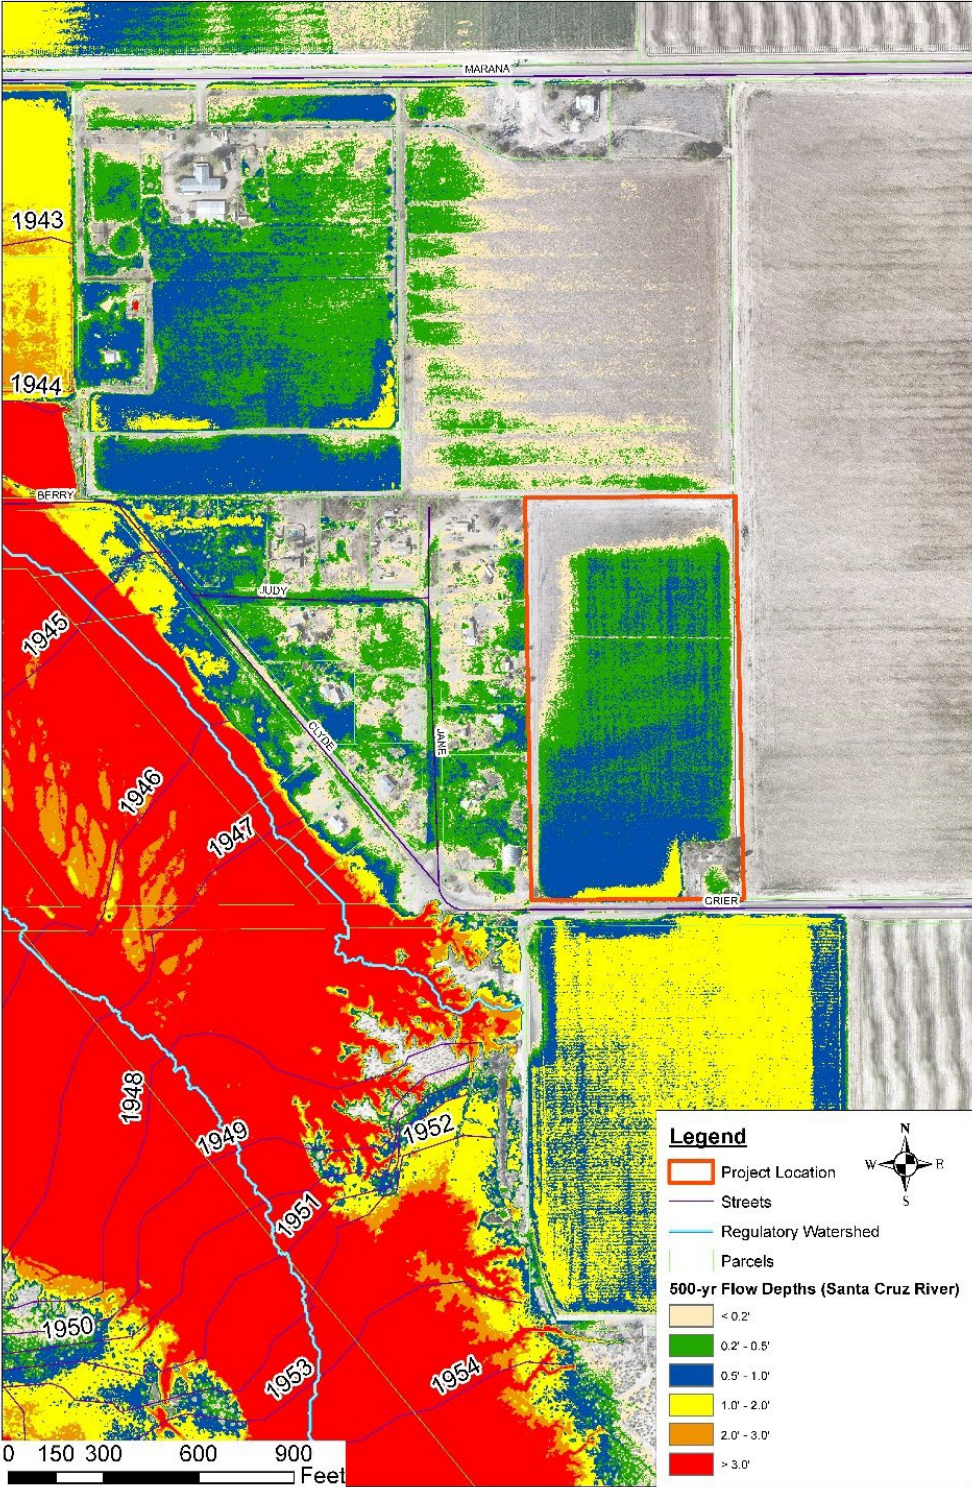 MARANA
1943
1944
BERRY
JUDY
1945
CLYDE
JANE
1946
1947
GRIER
1948
1949
1952
1951
1950
1953
1954
Legend
N
W E
S
Project Location
Streets
Regulatory Watershed
Parcels
500-yr Flow Depths (Santa Cruz River)
< 0.2'
0.2' - 0.5'
0.5' - 1.0'
1.0' - 2.0'
2.0' - 3.0'
> 3.0'
0 150 300 600 900
Feet